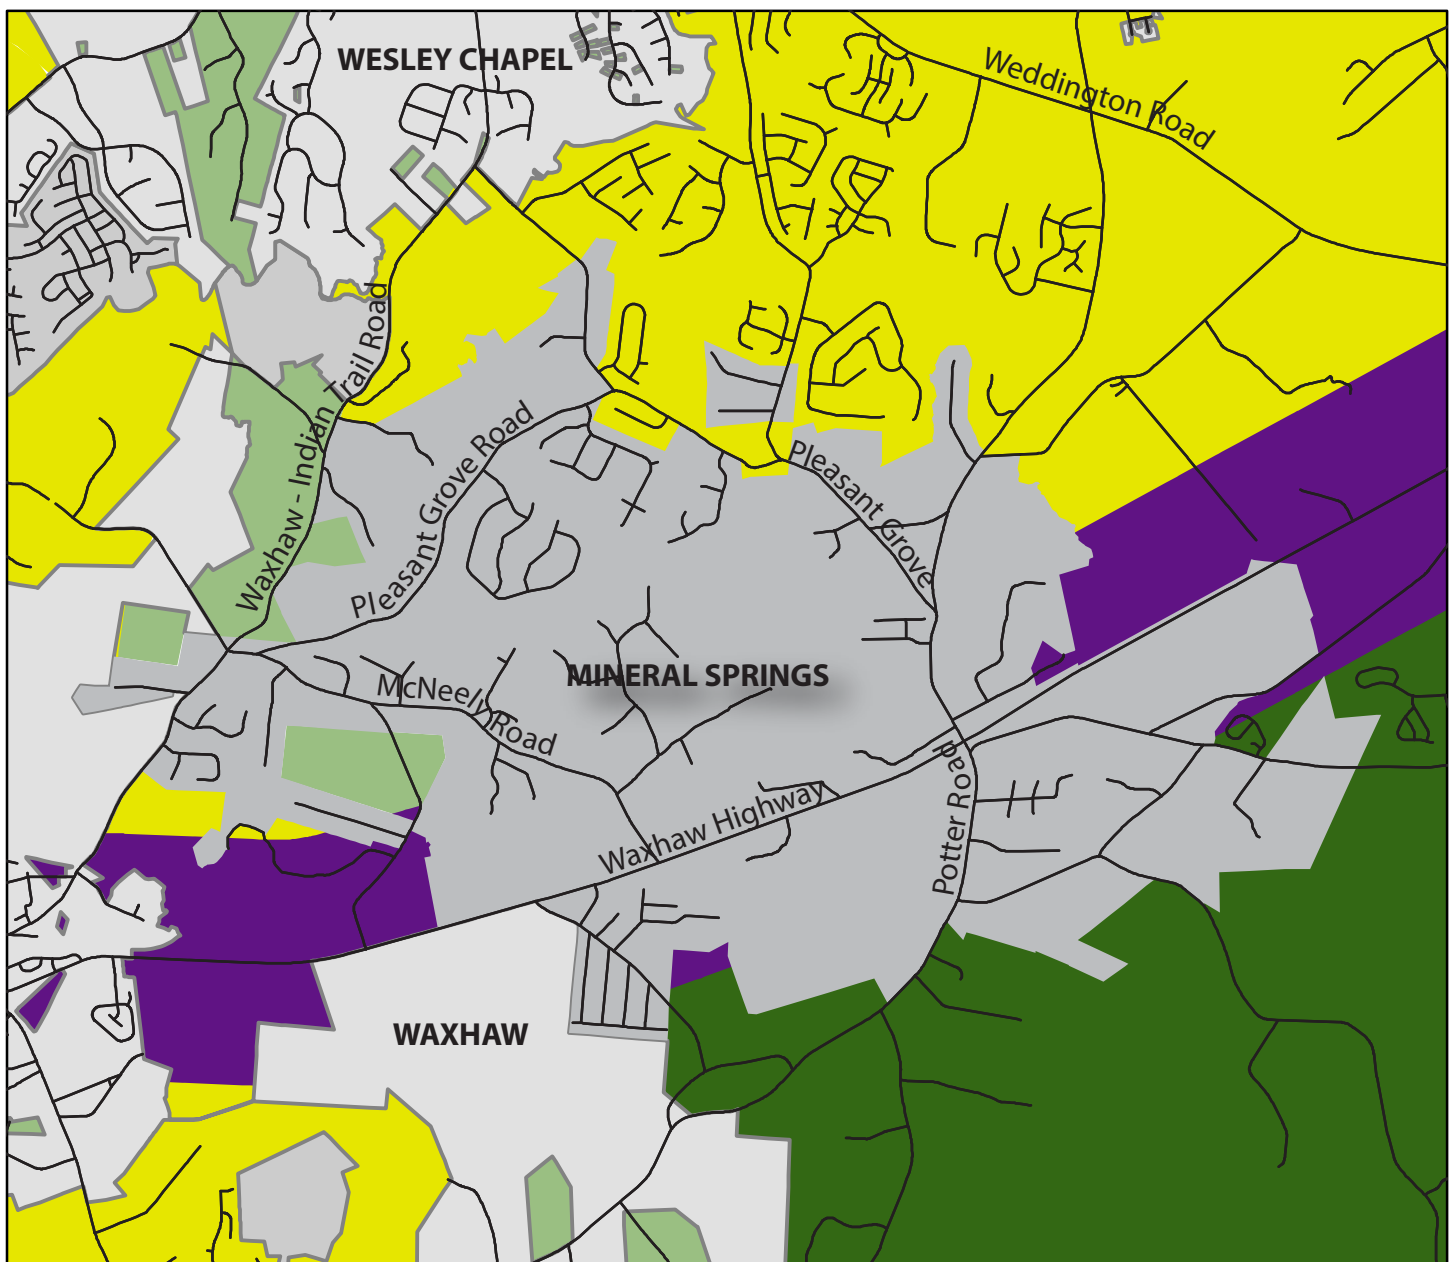 WESLEY CHAPEL
Weddington Road
Waxhaw - Indian Trail Road
Pleasant Grove Road
Pleasant Grove
MINERAL SPRINGS
McNeely Road
Waxhaw Highway
Potter Road
WAXHAW